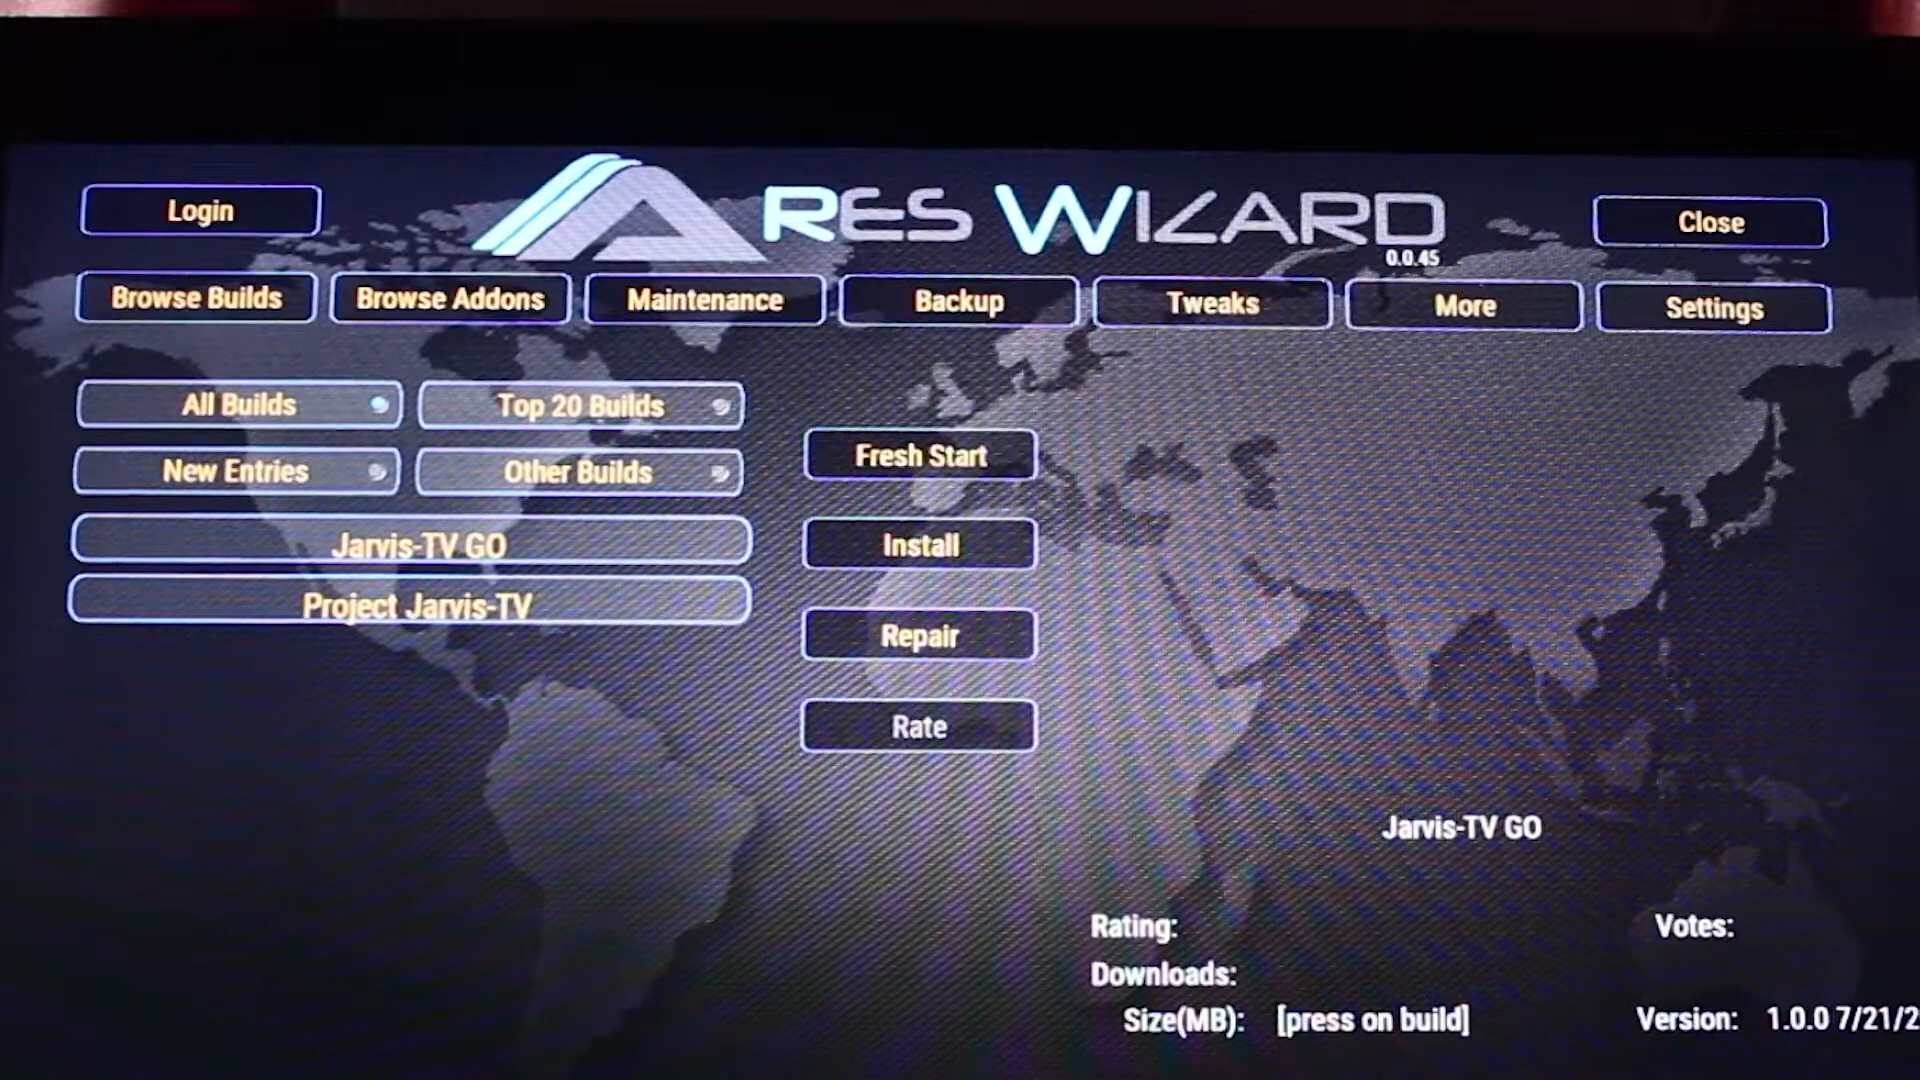 Login
ARES WIZARD
0.0.45
Close
Browse Builds
Browse Addons
Maintenance
Backup
Tweaks
More
Settings
All Builds
Top 20 Builds
New Entries
Other Builds
Jarvis-TV GO
Project Jarvis-TV
Fresh Start
Install
Repair
Rate
Jarvis-TV GO
Rating:
Votes:
Downloads:
Size(MB): [press on build]
Version: 1.0.0 7/21/2